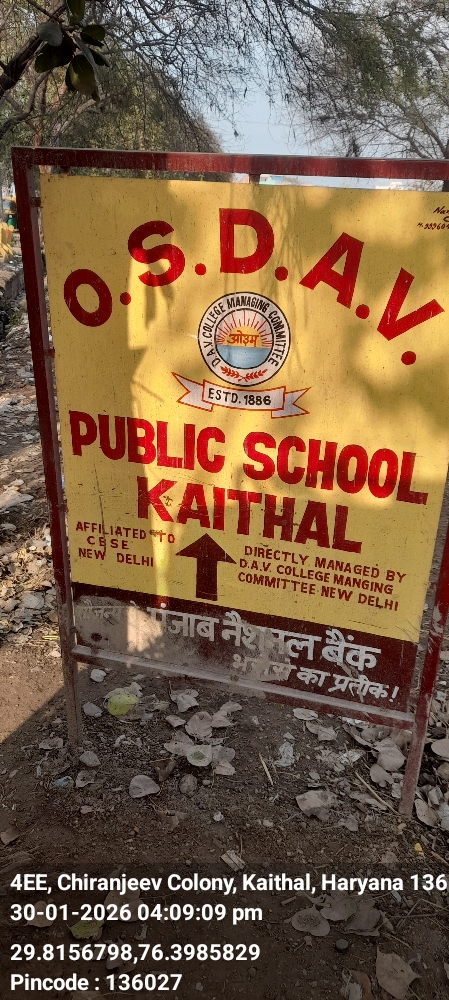 O.S.D.A.V.
D.A.V. COLLEGE MANAGING COMMITTEE
ओ३म्
ESTD. 1886
PUBLIC SCHOOL
KAITHAL
AFFILIATED TO
CBSE
NEW DELHI
DIRECTLY MANAGED BY
D.A.V. COLLEGE MANGING
COMMITTEE NEW DELHI
पंजाब नैशनल बैंक
भरोसे का प्रतीक!
4EE, Chiranjeev Colony, Kaithal, Haryana 136
30-01-2026 04:09:09 pm
29.8156798,76.3985829
Pincode : 136027